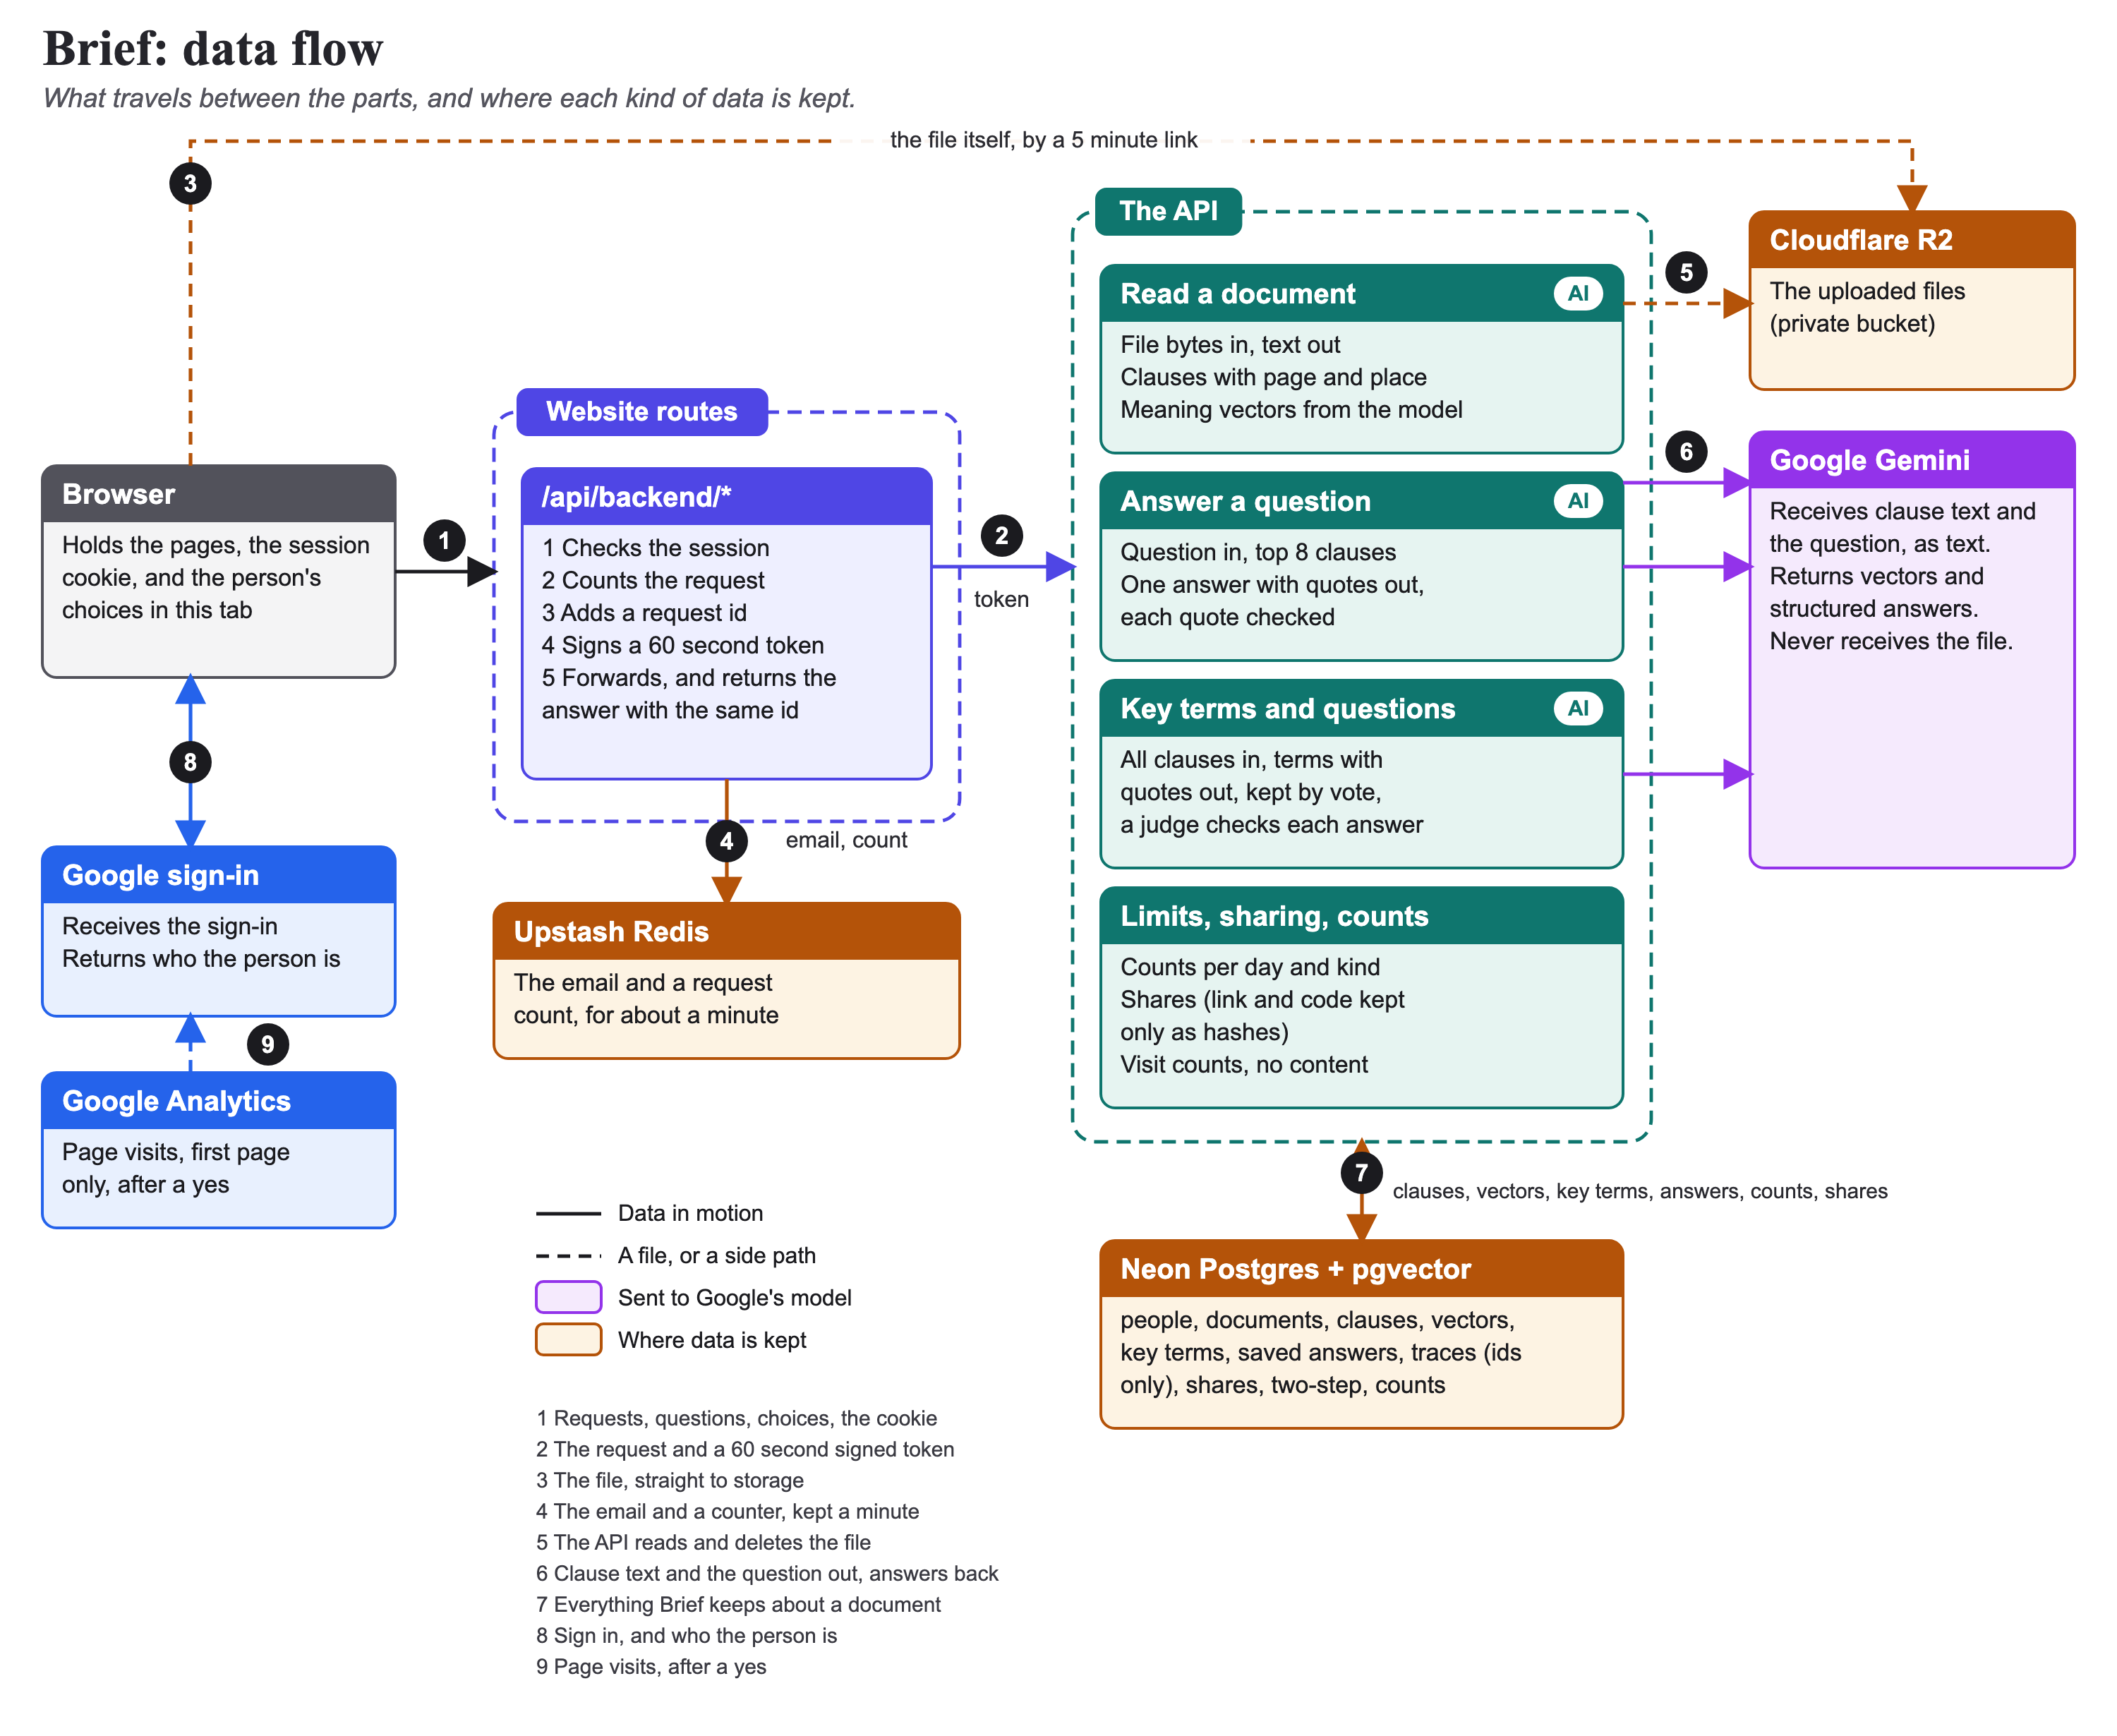 Brief: data flow
What travels between the parts, and where each kind of data is kept.
the file itself, by a 5 minute link
3
The API
Cloudflare R2
The uploaded files
(private bucket)
5
Read a document
AI
File bytes in, text out
Clauses with page and place
Meaning vectors from the model
Website routes
/api/backend/*
1 Checks the session
2 Counts the request
3 Adds a request id
4 Signs a 60 second token
5 Forwards, and returns the
answer with the same id
Browser
Holds the pages, the session
cookie, and the person's
choices in this tab
1
2
token
6
Google Gemini
Receives clause text and
the question, as text.
Returns vectors and
structured answers.
Never receives the file.
Answer a question
AI
Question in, top 8 clauses
One answer with quotes out,
each quote checked
Key terms and questions
AI
All clauses in, terms with
quotes out, kept by vote,
a judge checks each answer
8
4
email, count
Google sign-in
Receives the sign-in
Returns who the person is
Upstash Redis
The email and a request
count, for about a minute
Limits, sharing, counts
Counts per day and kind
Shares (link and code kept
only as hashes)
Visit counts, no content
9
Google Analytics
Page visits, first page
only, after a yes
7
clauses, vectors, key terms, answers, counts, shares
Data in motion
A file, or a side path
Sent to Google's model
Where data is kept
Neon Postgres + pgvector
people, documents, clauses, vectors,
key terms, saved answers, traces (ids
only), shares, two-step, counts
1 Requests, questions, choices, the cookie
2 The request and a 60 second signed token
3 The file, straight to storage
4 The email and a counter, kept a minute
5 The API reads and deletes the file
6 Clause text and the question out, answers back
7 Everything Brief keeps about a document
8 Sign in, and who the person is
9 Page visits, after a yes